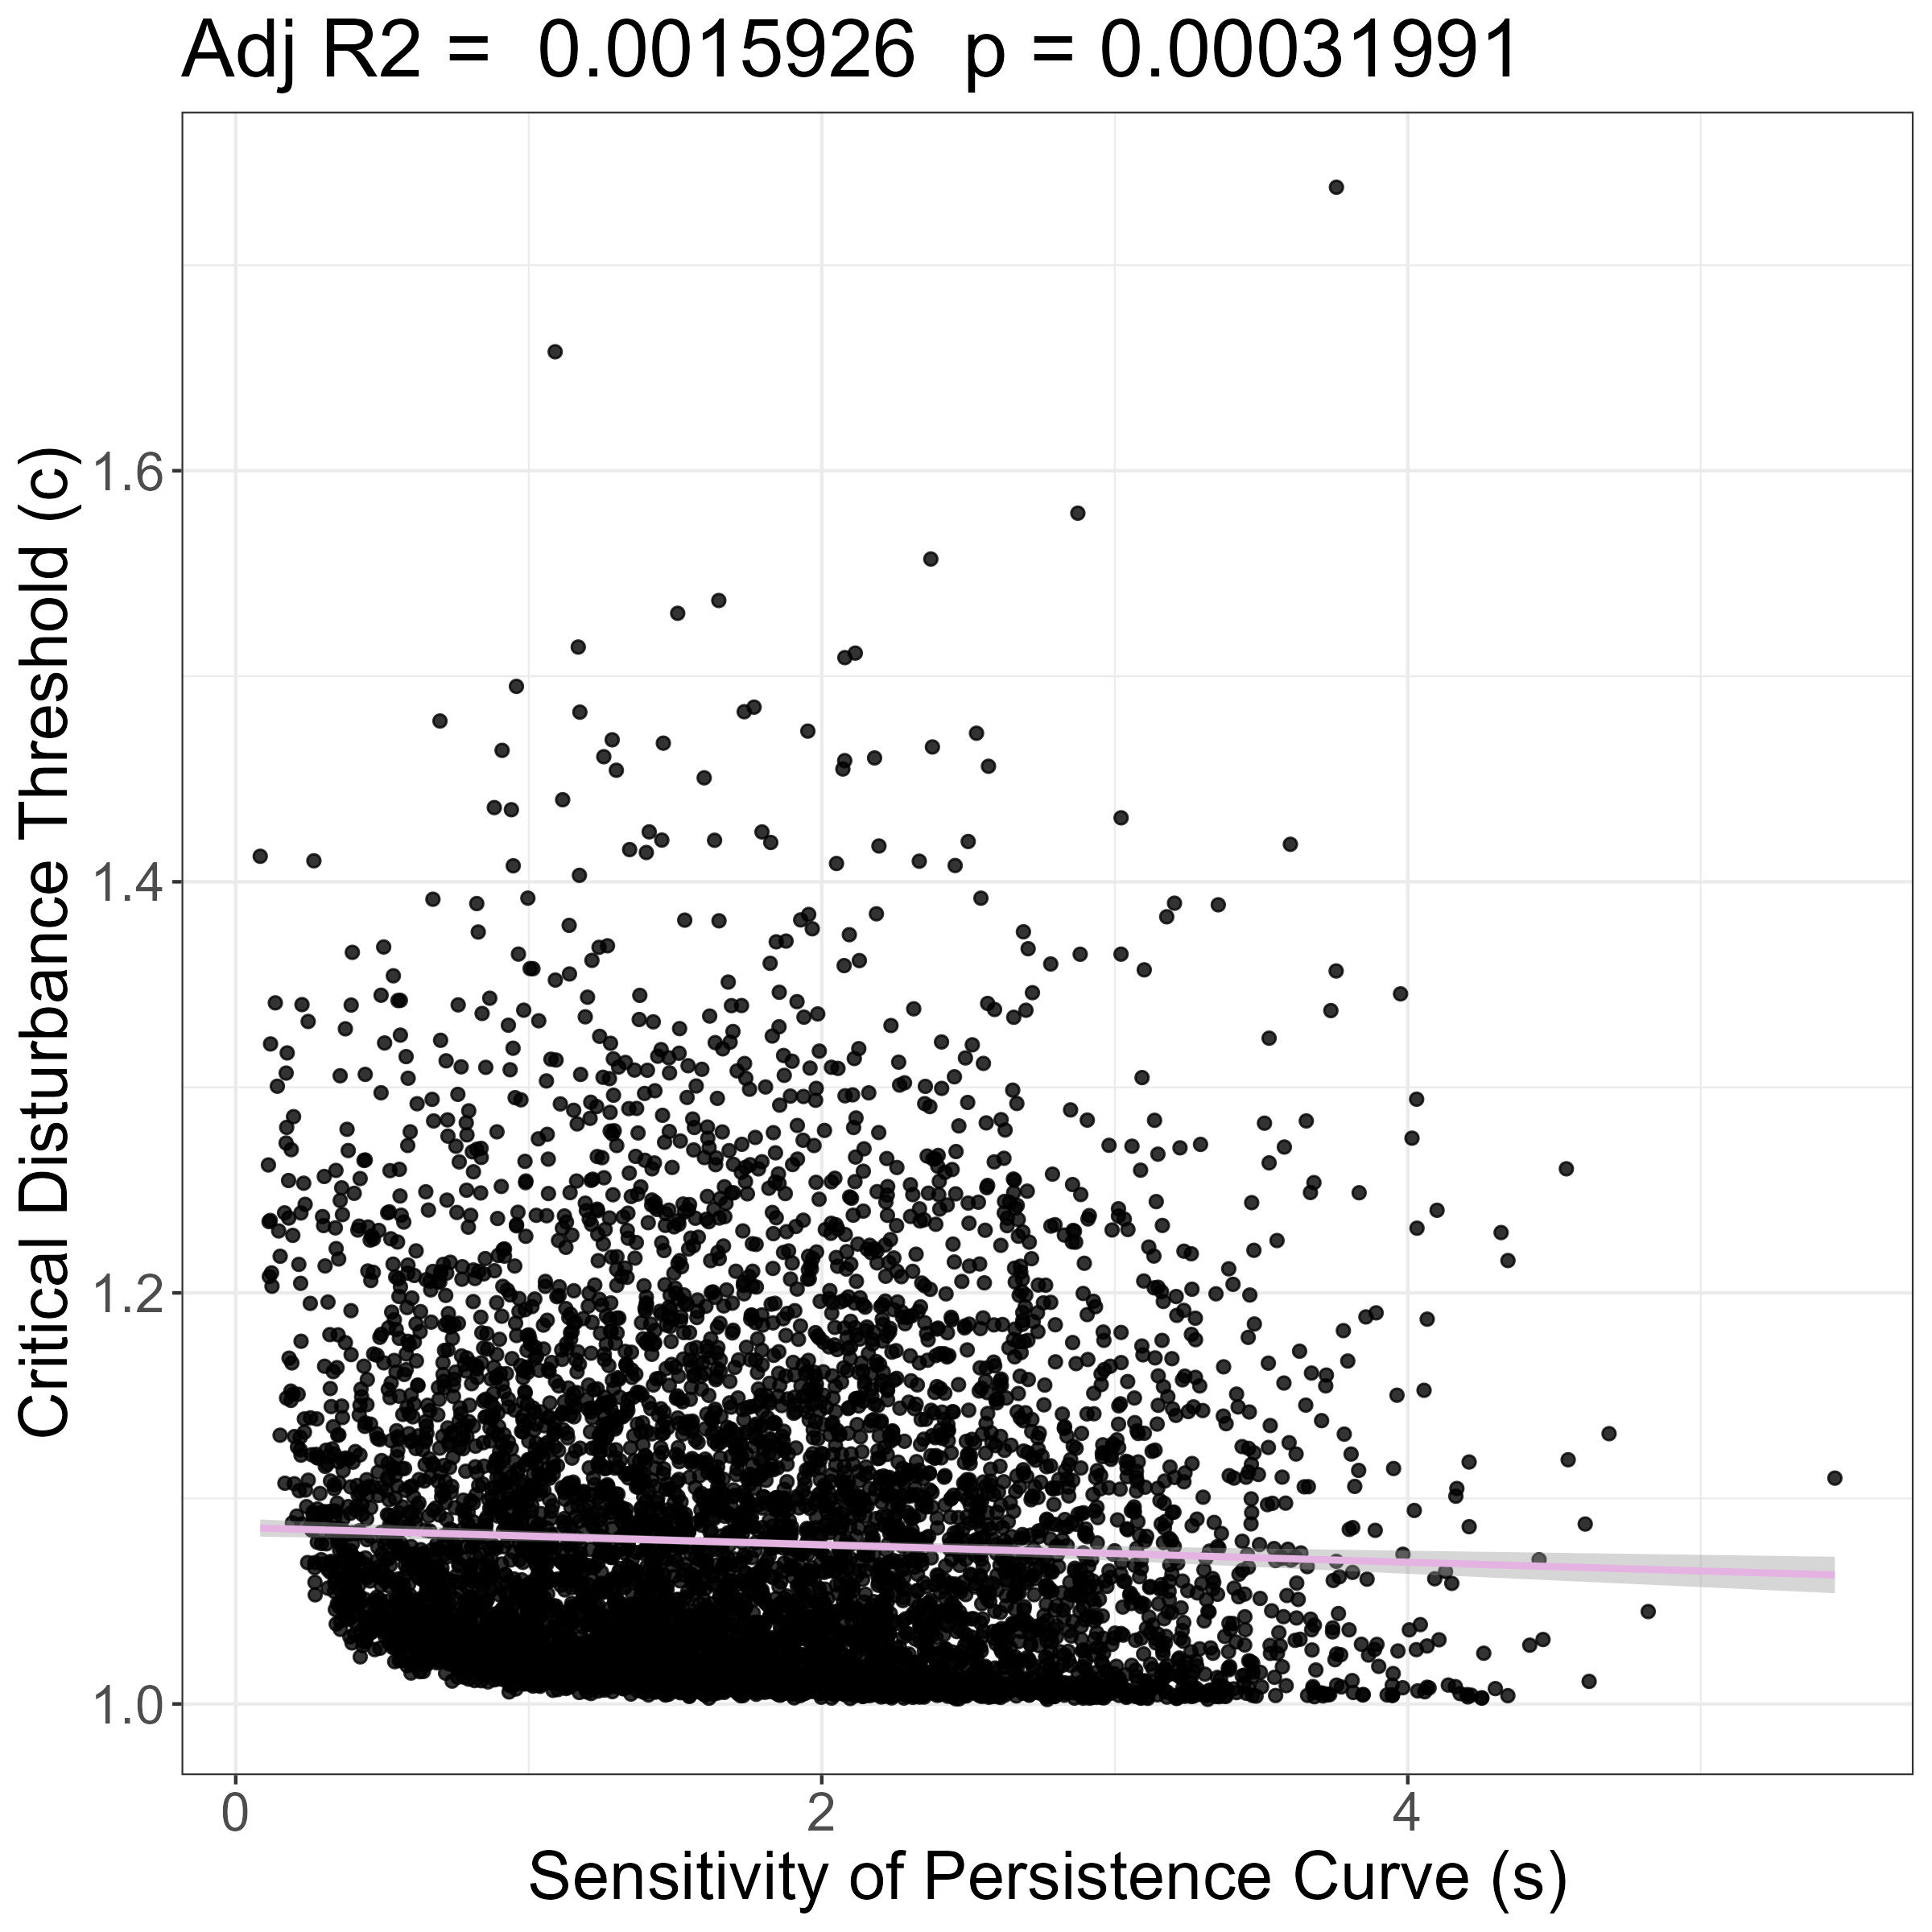 Adj R2 =  0.0015926  p = 0.00031991
Critical Disturbance Threshold (c)
1.6
1.4
1.2
1.0
0 2 4
Sensitivity of Persistence Curve (s)